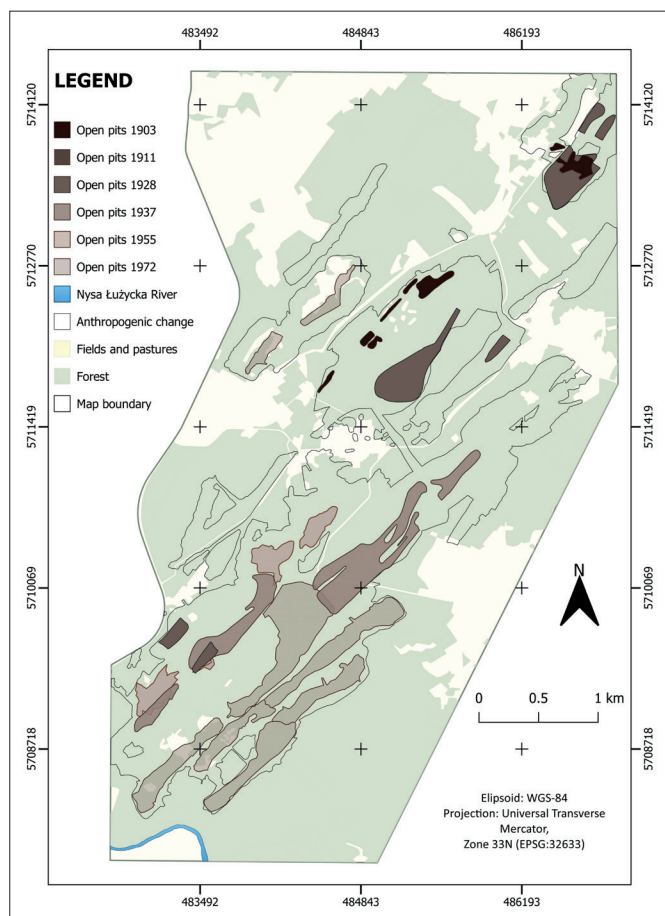 483492 484843 486193
LEGEND
Open pits 1903
Open pits 1911
Open pits 1928
Open pits 1937
Open pits 1955
Open pits 1972
Nysa Łużycka River
Anthropogenic change
Fields and pastures
Forest
Map boundary
5714120 5714120
5712770 5712770
5711419 5711419
5710069 5710069
5708718 5708718
N
0 0.5 1 km
Elipsoid: WGS-84
Projection: Universal Transverse
Mercator,
Zone 33N (EPSG:32633)
483492 484843 486193